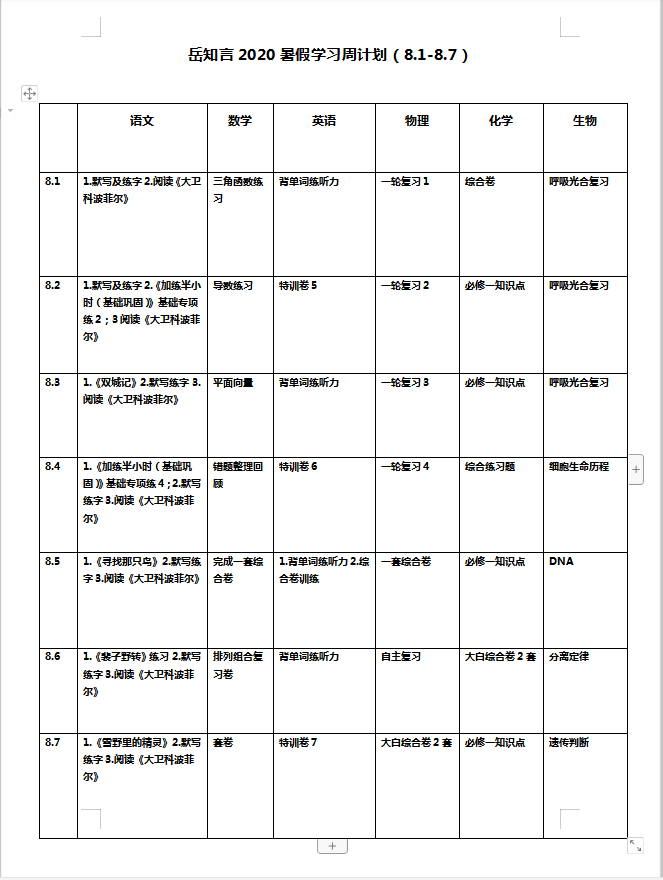 岳知言 2020 暑假学习周计划（8.1-8.7）
语文 数学 英语 物理 化学 生物
8.1 1.默写及练字 2.阅读《大卫 三角函数练 背单词练听力 一轮复习 1 综合卷 呼吸光合复习
科波菲尔》 习
8.2 1.默写及练字 2.《加练半小 导数练习 特训卷 5 一轮复习 2 必修一知识点 呼吸光合复习
时（基础巩固）》基础专项
练 2；3 阅读《大卫科波菲
尔》
8.3 1.《双城记》2.默写练字 3. 平面向量 背单词练听力 一轮复习 3 必修一知识点 呼吸光合复习
阅读《大卫科波菲尔》
8.4 1.《加练半小时（基础巩 错题整理回 特训卷 6 一轮复习 4 综合练习题 细胞生命历程
固）》基础专项练 4；2.默写 顾
练字 3.阅读《大卫科波菲
尔》
8.5 1.《寻找那只鸟》2.默写练 完成一套综 1.背单词练听力 2.综 一套综合卷 必修一知识点 DNA
字 3.阅读《大卫科波菲尔》 合卷 合卷训练
8.6 1.《裴子野转》练习 2.默写 排列组合复 背单词练听力 自主复习 大白综合卷 2 套 分离定律
练字 3.阅读《大卫科波菲 习卷
尔》
8.7 1.《雪野里的精灵》2.默写 套卷 特训卷 7 大白综合卷 2 套 必修一知识点 遗传判断
练字 3.阅读《大卫科波菲
尔》